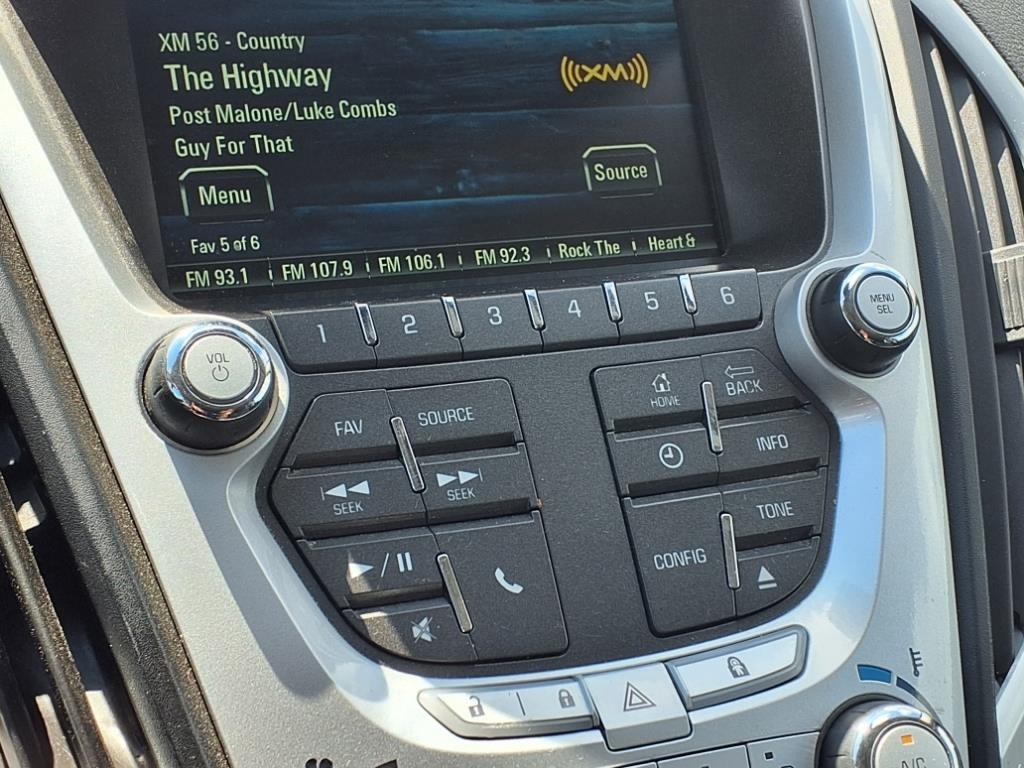 XM 56 - Country
The Highway
((XM))
Post Malone/Luke Combs
Guy For That
Menu
Source
Fav 5 of 6
FM 93.1 FM 107.9 FM 106.1 FM 92.3 Rock The Heart &
1 2 3 4 5 6
MENU
SEL
VOL
FAV SOURCE
HOME
BACK
INFO
SEEK SEEK
TONE
CONFIG
A/C